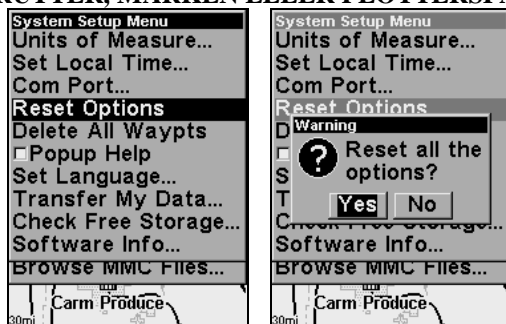 RUTTER, ELLER
System Setup Menu
Units of Measure...
Set Local Time...
Com Port...
Reset Options
Delete All Waypts
Popup Help
Set Language...
Transfer My Data...
Check Free Storage...
Software Info...
Browse MMC Files...
Carm Produce
30mi
System Setup Menu
Units of Measure...
Set Local Time...
Com Port...
Reset Options
D
Warning
Reset all the
options?
S
T
Yes No
Software Info...
Browse MMC Files...
Carm Produce
30mi